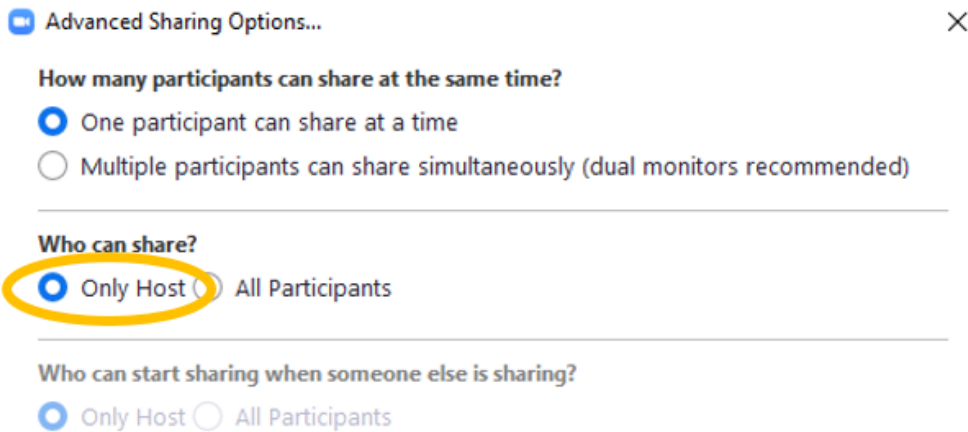 Advanced Sharing Options...
How many participants can share at the same time?
One participant can share at a time
Multiple participants can share simultaneously (dual monitors recommended)
Who can share?
Only Host All Participants
Who can start sharing when someone else is sharing?
Only Host All Participants